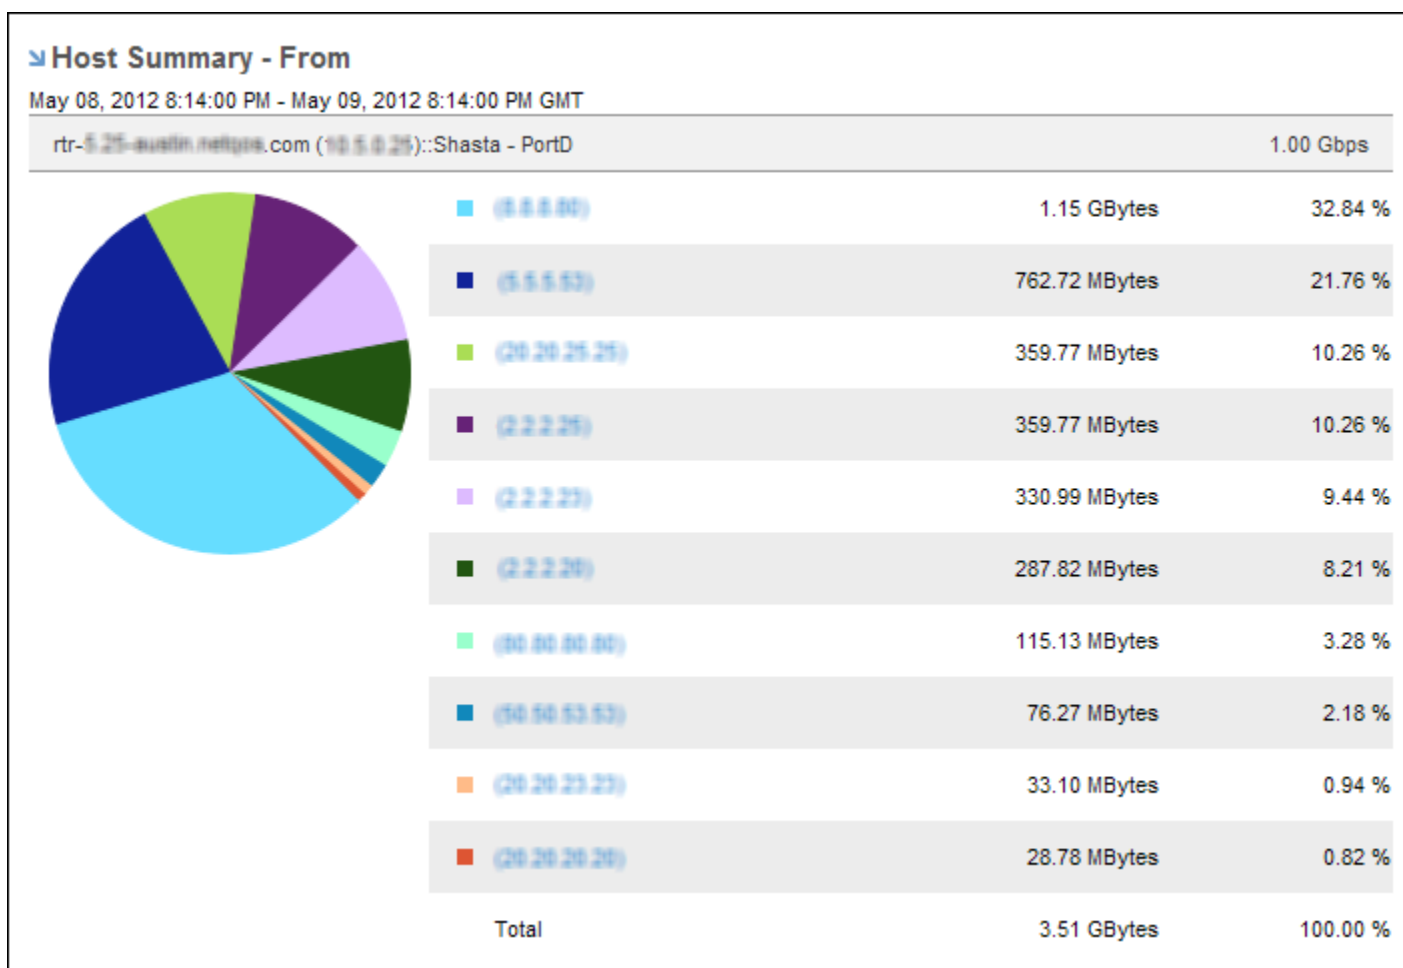 Host Summary - From
May 08, 2012 8:14:00 PM - May 09, 2012 8:14:00 PM GMT
rtr- .com ( )::Shasta - PortD 1.00 Gbps
1.15 GBytes 32.84 %
762.72 MBytes 21.76 %
359.77 MBytes 10.26 %
359.77 MBytes 10.26 %
330.99 MBytes 9.44 %
287.82 MBytes 8.21 %
115.13 MBytes 3.28 %
76.27 MBytes 2.18 %
33.10 MBytes 0.94 %
28.78 MBytes 0.82 %
Total 3.51 GBytes 100.00 %